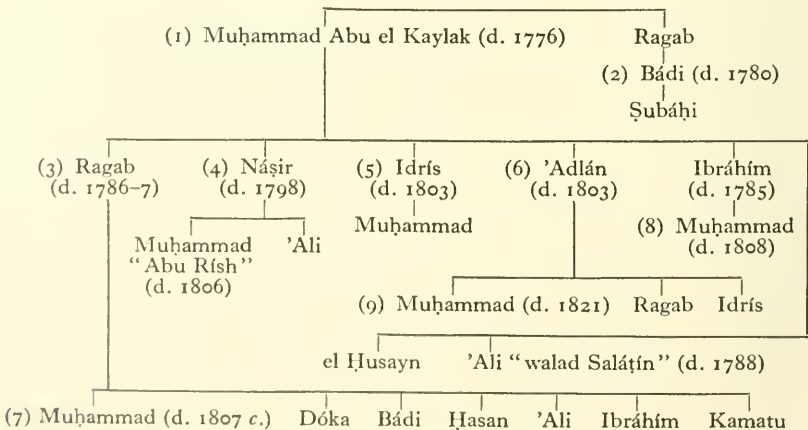 (1) Muḥammad Abu el Kaylak (d. 1776) Ragab
(2) Bádi (d. 1780)
Ṣubáḥi
(3) Ragab (4) Náṣir (5) Idrís (6) 'Adlán Ibráhím
(d. 1786–7) (d. 1798) (d. 1803) (d. 1803) (d. 1785)
Muḥammad 'Ali Muḥammad (8) Muḥammad
"Abu Rísh" (d. 1808)
(d. 1806)
(9) Muḥammad (d. 1821) Ragab Idrís
el Ḥusayn 'Ali "walad Saláṭín" (d. 1788)
(7) Muḥammad (d. 1807 c.) Dóka Bádi Ḥasan 'Ali Ibráhím Kamatu